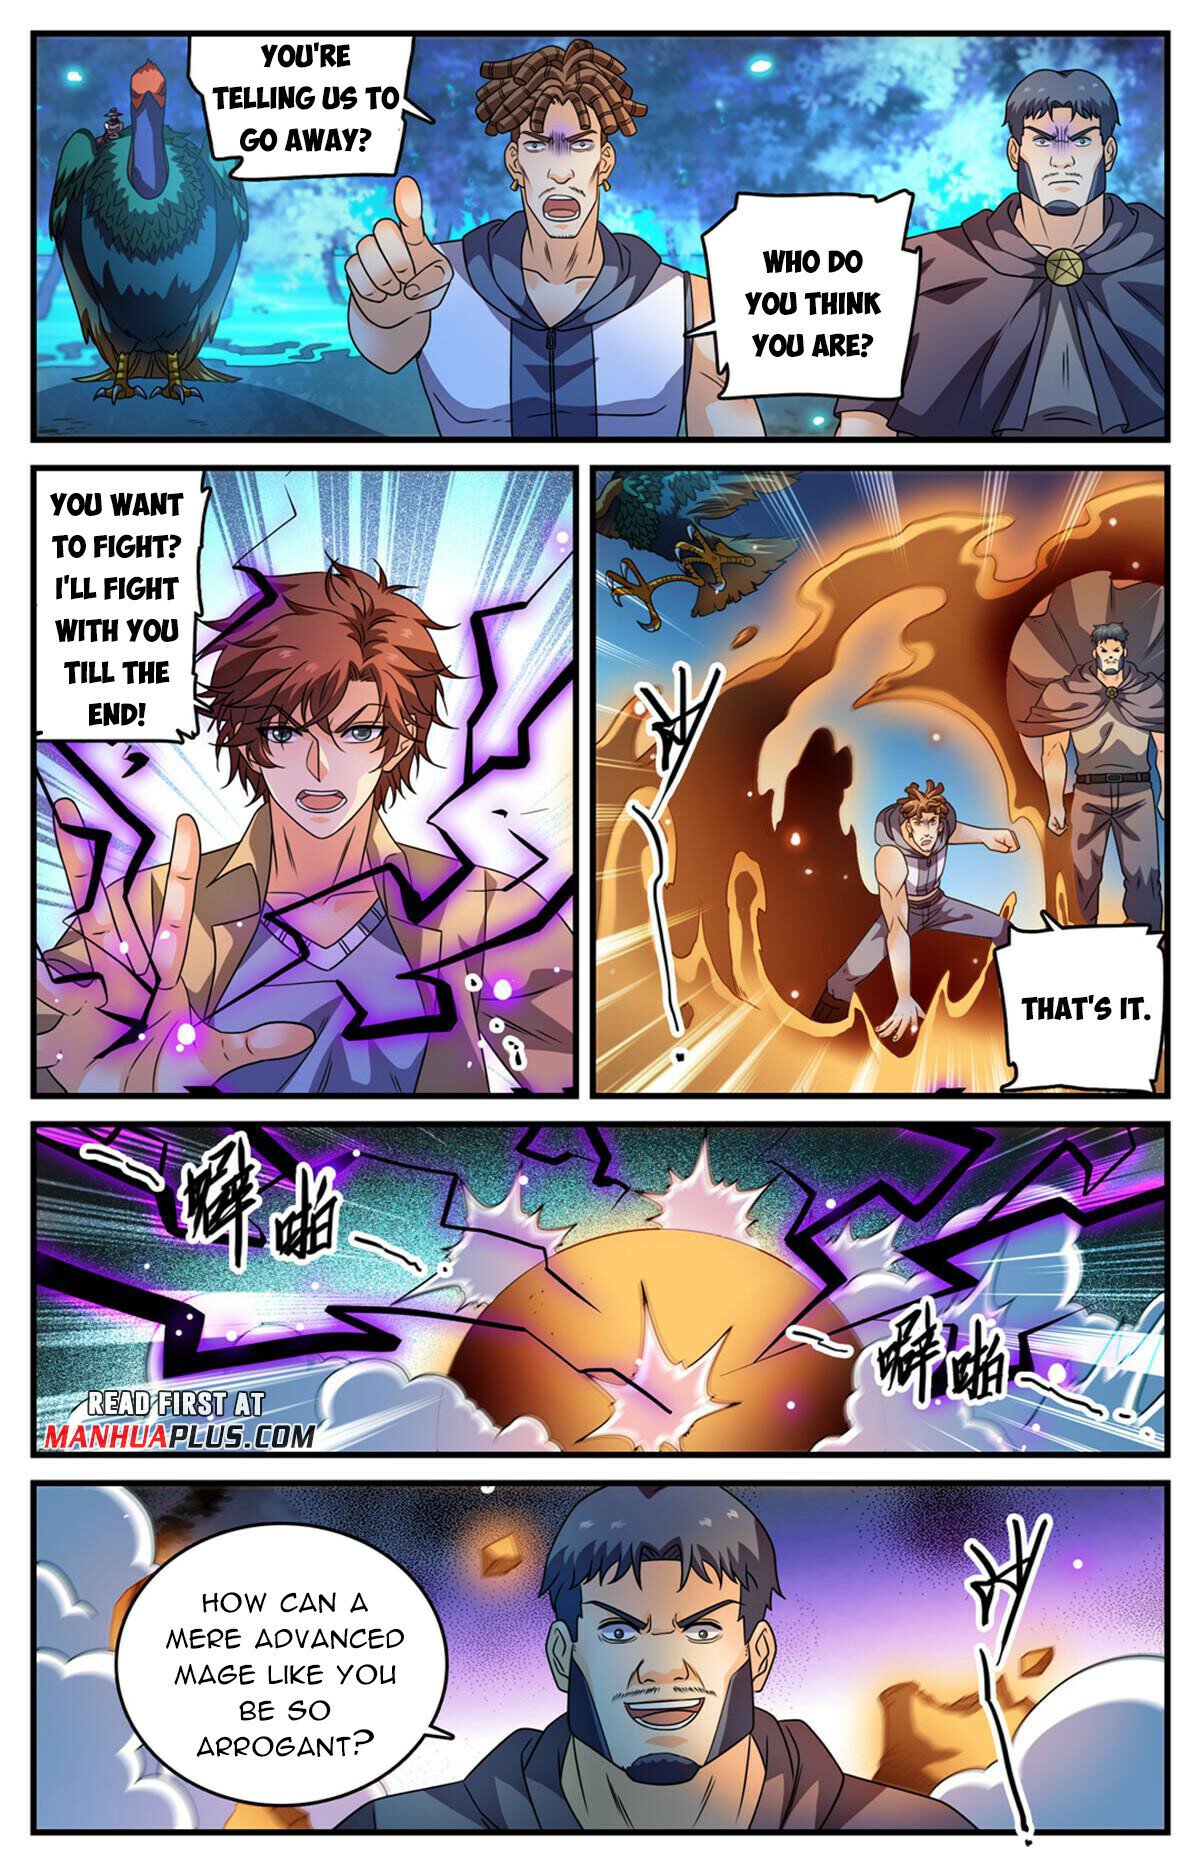 YOU'RE
TELLING US TO
GO AWAY?
WHO DO
YOU THINK
YOU ARE?
YOU WANT
TO FIGHT?
I'LL FIGHT
WITH YOU
TILL THE
END!
THAT'S IT.
噼
啪
噼
啪
READ FIRST AT
MANHUAPLUS.COM
HOW CAN A
MERE ADVANCED
MAGE LIKE YOU
BE SO
ARROGANT?